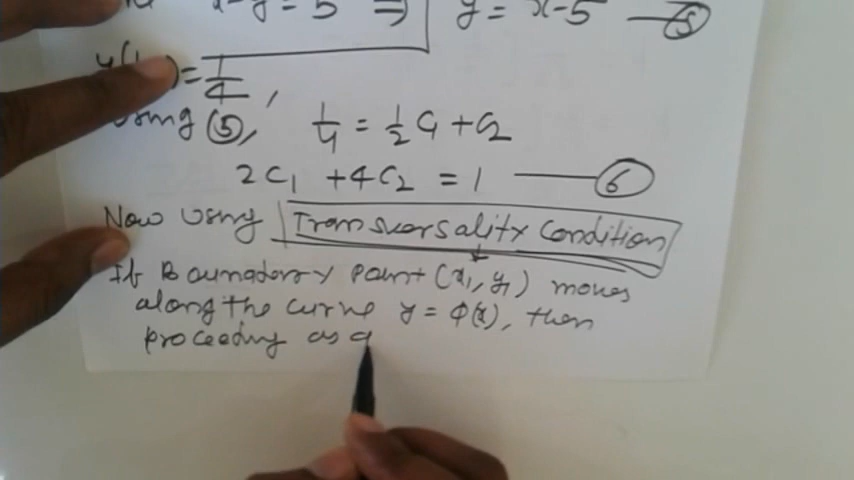 x-y = 5 ⇒ y = x-5 —(5)
) = 1/4 ,
using (5), 1/4 = 1/2 C1 + C2
2C1 + 4C2 = 1 —(6)
Now using Transversality Condition
If Boundary point (x1, y1) moves
along the curve y = φ(x), then
proceeding as a